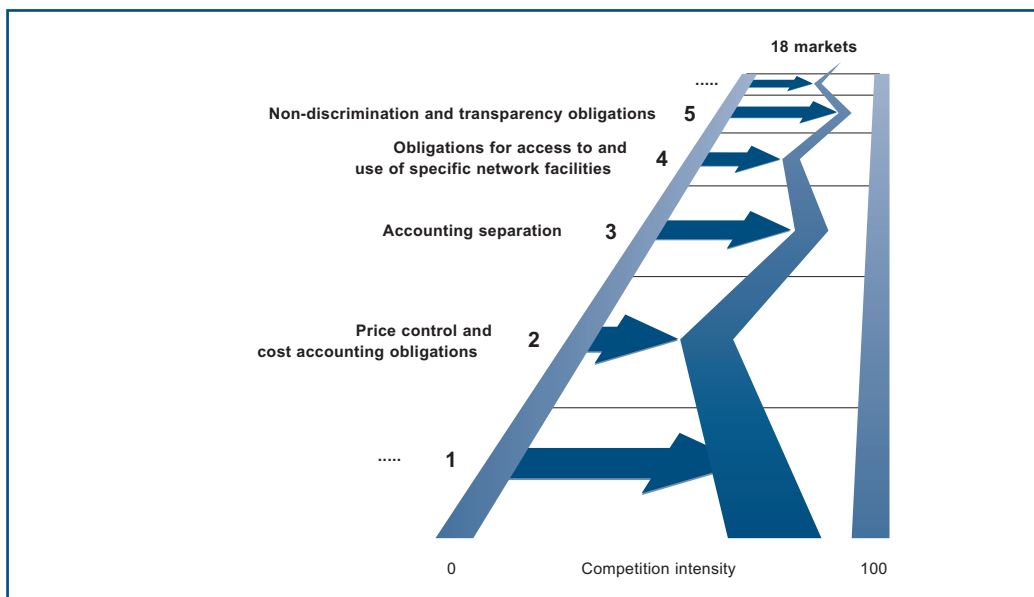 18 markets
.....
Non-discrimination and transparency obligations 5
Obligations for access to and
use of specific network facilities
4
Accounting separation 3
Price control and
cost accounting obligations
2
..... 1
0 Competition intensity 100